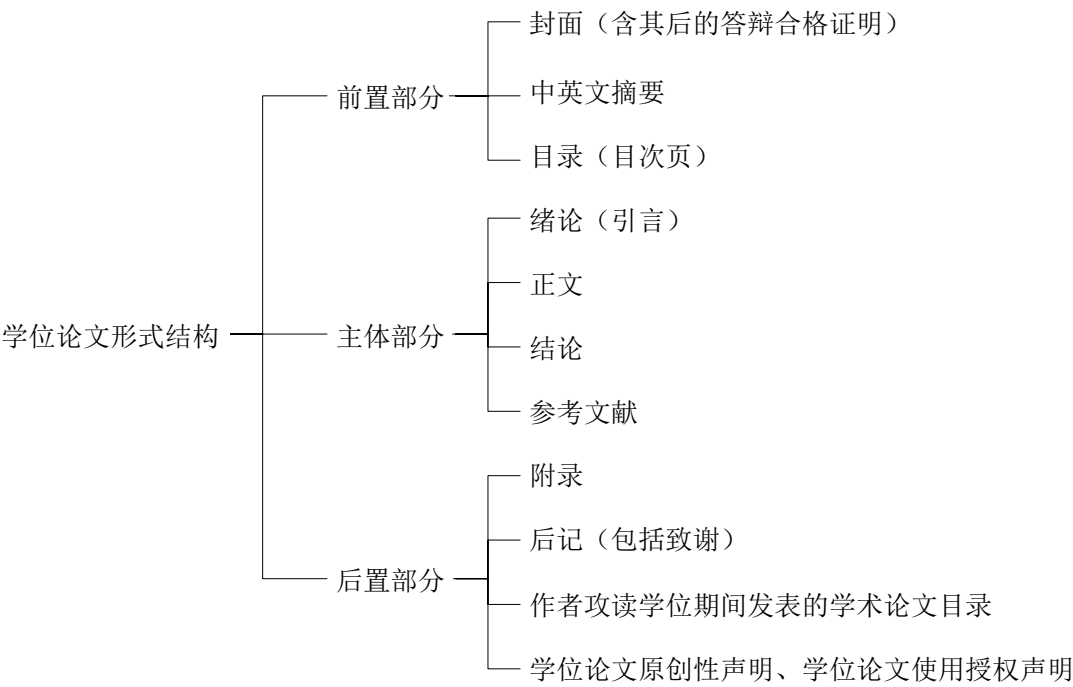 学位论文形式结构
前置部分
封面（含其后的答辩合格证明）
中英文摘要
目录（目次页）
主体部分
绪论（引言）
正文
结论
参考文献
后置部分
附录
后记（包括致谢）
作者攻读学位期间发表的学术论文目录
学位论文原创性声明、学位论文使用授权声明